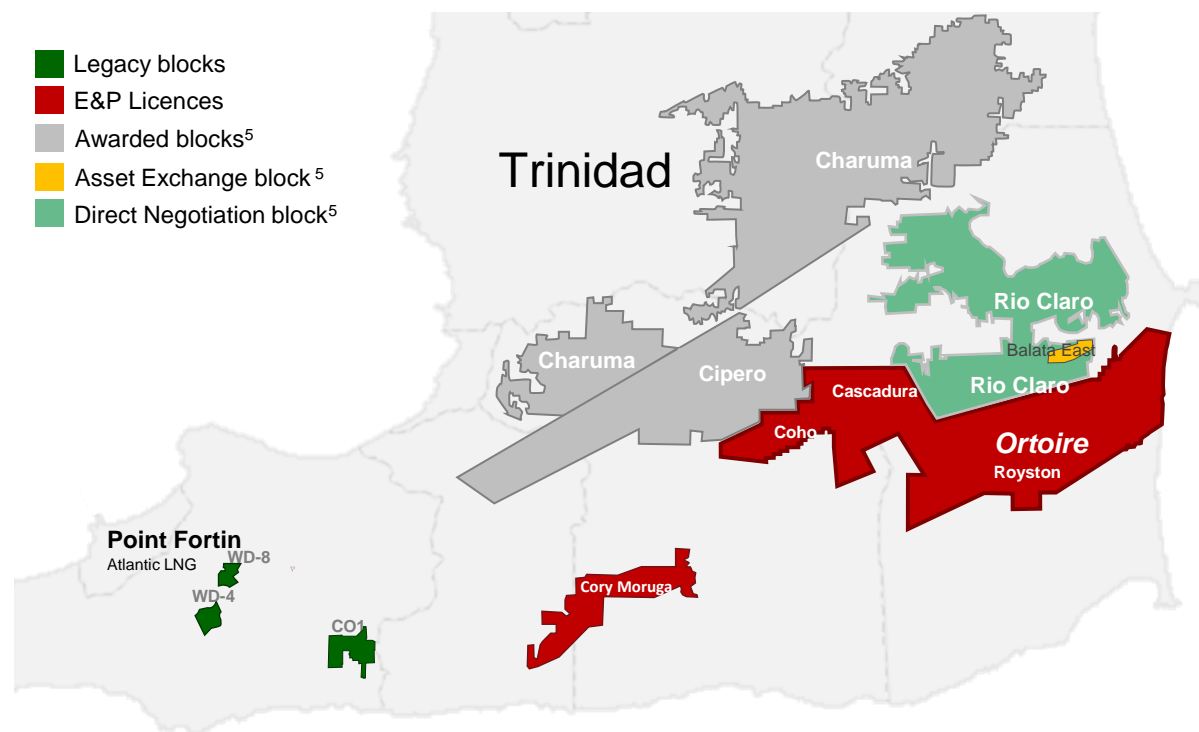 Legacy blocks
E&P Licences
Awarded blocks⁵
Asset Exchange block ⁵
Direct Negotiation block⁵
Trinidad
Charuma
Rio Claro
Balata East
Charuma
Cipero
Rio Claro
Cascadura
Coho
Ortoire
Royston
Point Fortin
Atlantic LNG
WD-8
WD-4
Cory Moruga
CO1